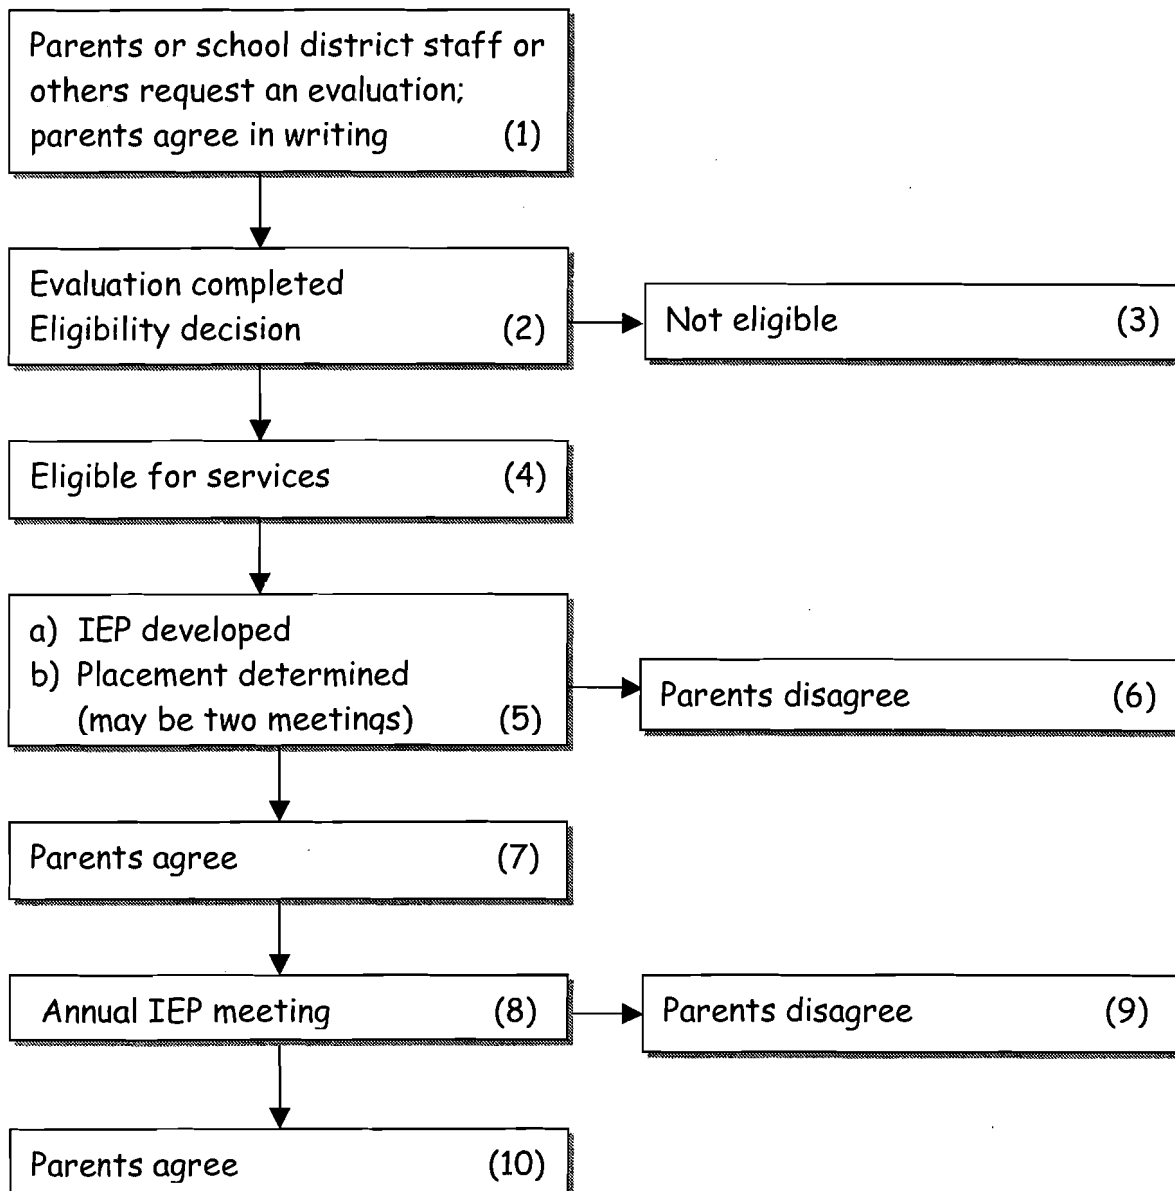 Parents or school district staff or
others request an evaluation;
parents agree in writing (1)
Evaluation completed
Eligibility decision (2)
Not eligible (3)
Eligible for services (4)
a) IEP developed
b) Placement determined
(may be two meetings) (5)
Parents disagree (6)
Parents agree (7)
Annual IEP meeting (8)
Parents disagree (9)
Parents agree (10)